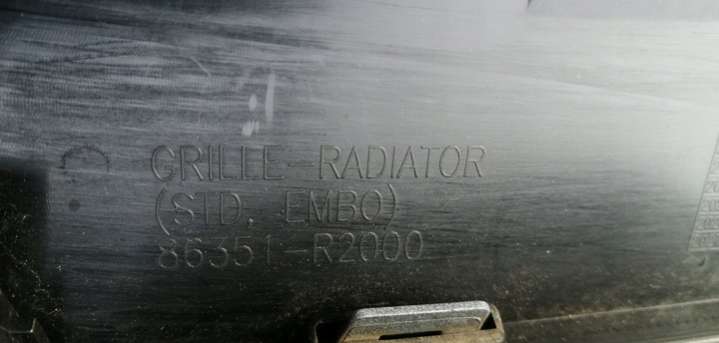 GRILLE-RADIATOR
(STD, EMBO)
86351-R2000